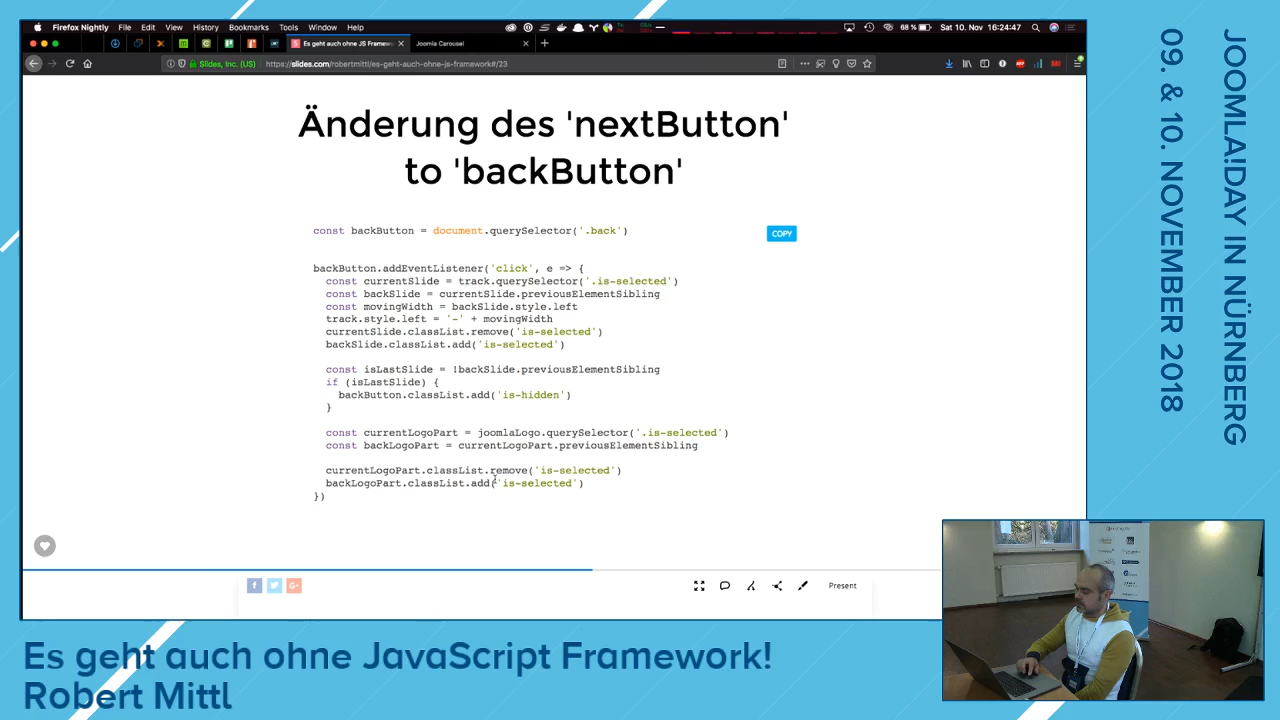 Firefox Nightly File Edit View History Bookmarks Tools Window Help
68 % Sat 10. Nov 16:24:47
Es geht auch ohne JS Framew
Joomla Carousel
Slides, Inc. (US) https://slides.com/robertmittl/es-geht-auch-ohne-js-framework#/23
Änderung des 'nextButton'
to 'backButton'
COPY
const backButton = document.querySelector('.back')
backButton.addEventListener('click', e => {
const currentSlide = track.querySelector('.is-selected')
const backSlide = currentSlide.previousElementSibling
const movingWidth = backSlide.style.left
track.style.left = '-' + movingWidth
currentSlide.classList.remove('is-selected')
backSlide.classList.add('is-selected')
const isLastSlide = !backSlide.previousElementSibling
if (isLastSlide) {
backButton.classList.add('is-hidden')
}
const currentLogoPart = joomlaLogo.querySelector('.is-selected')
const backLogoPart = currentLogoPart.previousElementSibling
currentLogoPart.classList.remove('is-selected')
backLogoPart.classList.add('is-selected')
})
Present
Es geht auch ohne JavaScript Framework!
Robert Mittl
JOOMLA!DAY IN NÜRNBERG
09. & 10. NOVEMBER 2018